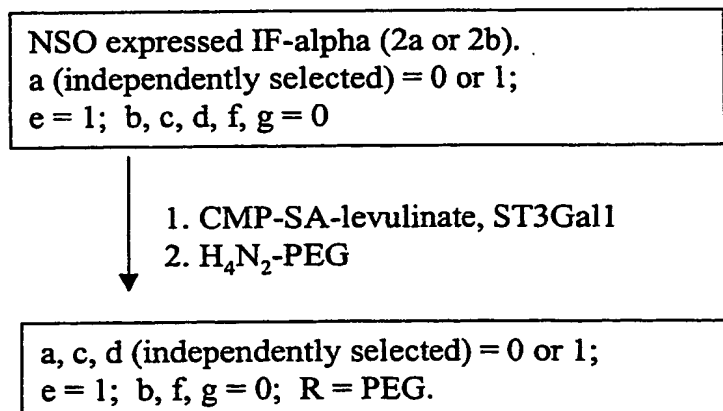 NSO expressed IF-alpha (2a or 2b).
a (independently selected) = 0 or 1;
e = 1; b, c, d, f, g = 0
1. CMP-SA-levulinate, ST3Gal1
2. H₄N₂-PEG
a, c, d (independently selected) = 0 or 1;
e = 1; b, f, g = 0; R = PEG.